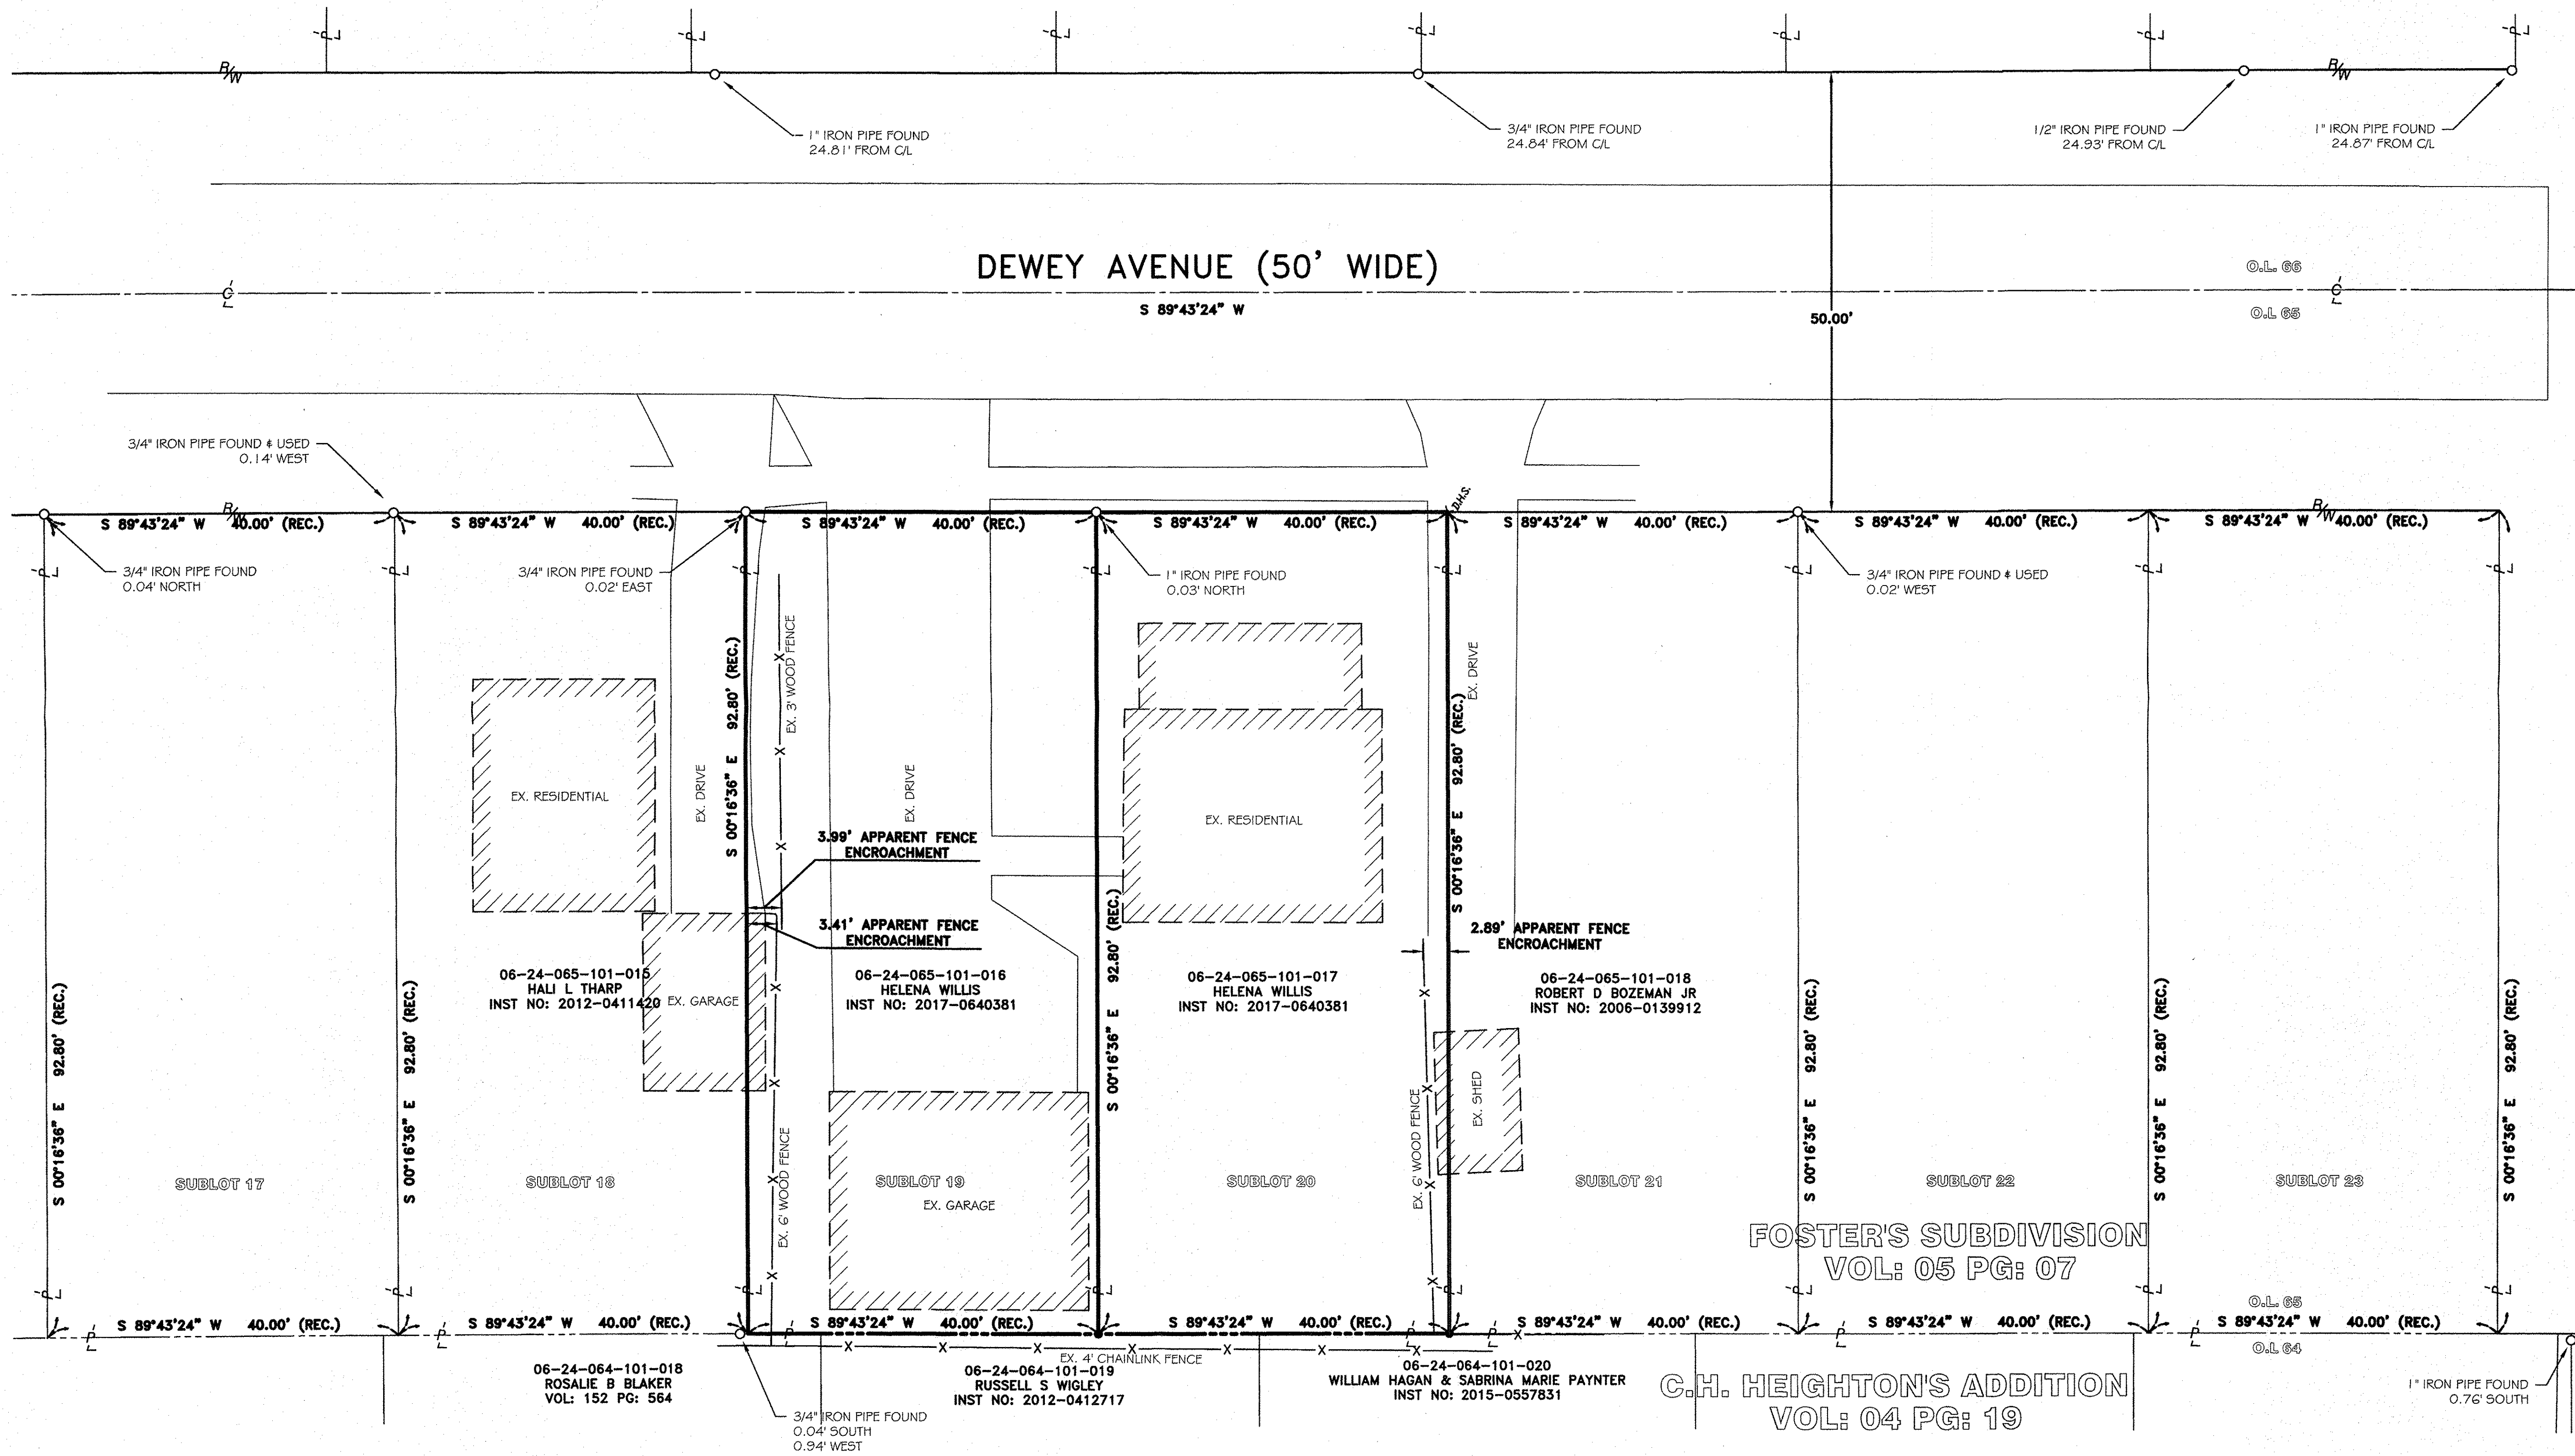 R/W
R/W
1" IRON PIPE FOUND
24.81' FROM C/L
3/4" IRON PIPE FOUND
24.84' FROM C/L
1/2" IRON PIPE FOUND
24.93' FROM C/L
1" IRON PIPE FOUND
24.87' FROM C/L
DEWEY AVENUE (50' WIDE)
S 89°43'24" W
O.L. 66
O.L 65
50.00'
3/4" IRON PIPE FOUND & USED
0.14' WEST
D.H.S.
R/W
R/W
S 89°43'24" W 40.00' (REC.)
S 89°43'24" W 40.00' (REC.)
S 89°43'24" W 40.00' (REC.)
S 89°43'24" W 40.00' (REC.)
S 89°43'24" W 40.00' (REC.)
S 89°43'24" W 40.00' (REC.)
S 89°43'24" W 40.00' (REC.)
3/4" IRON PIPE FOUND
0.04' NORTH
3/4" IRON PIPE FOUND
0.02' EAST
1" IRON PIPE FOUND
0.03' NORTH
3/4" IRON PIPE FOUND & USED
0.02' WEST
EX. 3' WOOD FENCE
S 00°16'36" E 92.80' (REC.)
EX. DRIVE
S 00°16'36" E 92.80' (REC.)
EX. RESIDENTIAL
EX. DRIVE
EX. DRIVE
EX. RESIDENTIAL
3.99' APPARENT FENCE
ENCROACHMENT
3.41' APPARENT FENCE
ENCROACHMENT
2.89' APPARENT FENCE
ENCROACHMENT
S 00°16'36" E 92.80' (REC.)
06-24-065-101-015
HALI L THARP
INST NO: 2012-0411420
EX. GARAGE
06-24-065-101-016
HELENA WILLIS
INST NO: 2017-0640381
06-24-065-101-017
HELENA WILLIS
INST NO: 2017-0640381
06-24-065-101-018
ROBERT D BOZEMAN JR
INST NO: 2006-0139912
S 00°16'36" E 92.80' (REC.)
S 00°16'36" E 92.80' (REC.)
S 00°16'36" E 92.80' (REC.)
S 00°16'36" E 92.80' (REC.)
S 00°16'36" E 92.80' (REC.)
EX. SHED
EX. 6' WOOD FENCE
EX. 6' WOOD FENCE
SUBLOT 17
SUBLOT 18
SUBLOT 19
SUBLOT 20
SUBLOT 21
SUBLOT 22
SUBLOT 23
EX. GARAGE
FOSTER'S SUBDIVISION
VOL: 05 PG: 07
O.L. 65
O.L 64
S 89°43'24" W 40.00' (REC.)
S 89°43'24" W 40.00' (REC.)
S 89°43'24" W 40.00' (REC.)
S 89°43'24" W 40.00' (REC.)
S 89°43'24" W 40.00' (REC.)
S 89°43'24" W 40.00' (REC.)
S 89°43'24" W 40.00' (REC.)
EX. 4' CHAINLINK FENCE
06-24-064-101-018
ROSALIE B BLAKER
VOL: 152 PG: 564
06-24-064-101-019
RUSSELL S WIGLEY
INST NO: 2012-0412717
06-24-064-101-020
WILLIAM HAGAN & SABRINA MARIE PAYNTER
INST NO: 2015-0557831
C.H. HEIGHTON'S ADDITION
VOL: 04 PG: 19
1" IRON PIPE FOUND
0.76' SOUTH
3/4" IRON PIPE FOUND
0.04' SOUTH
0.94' WEST